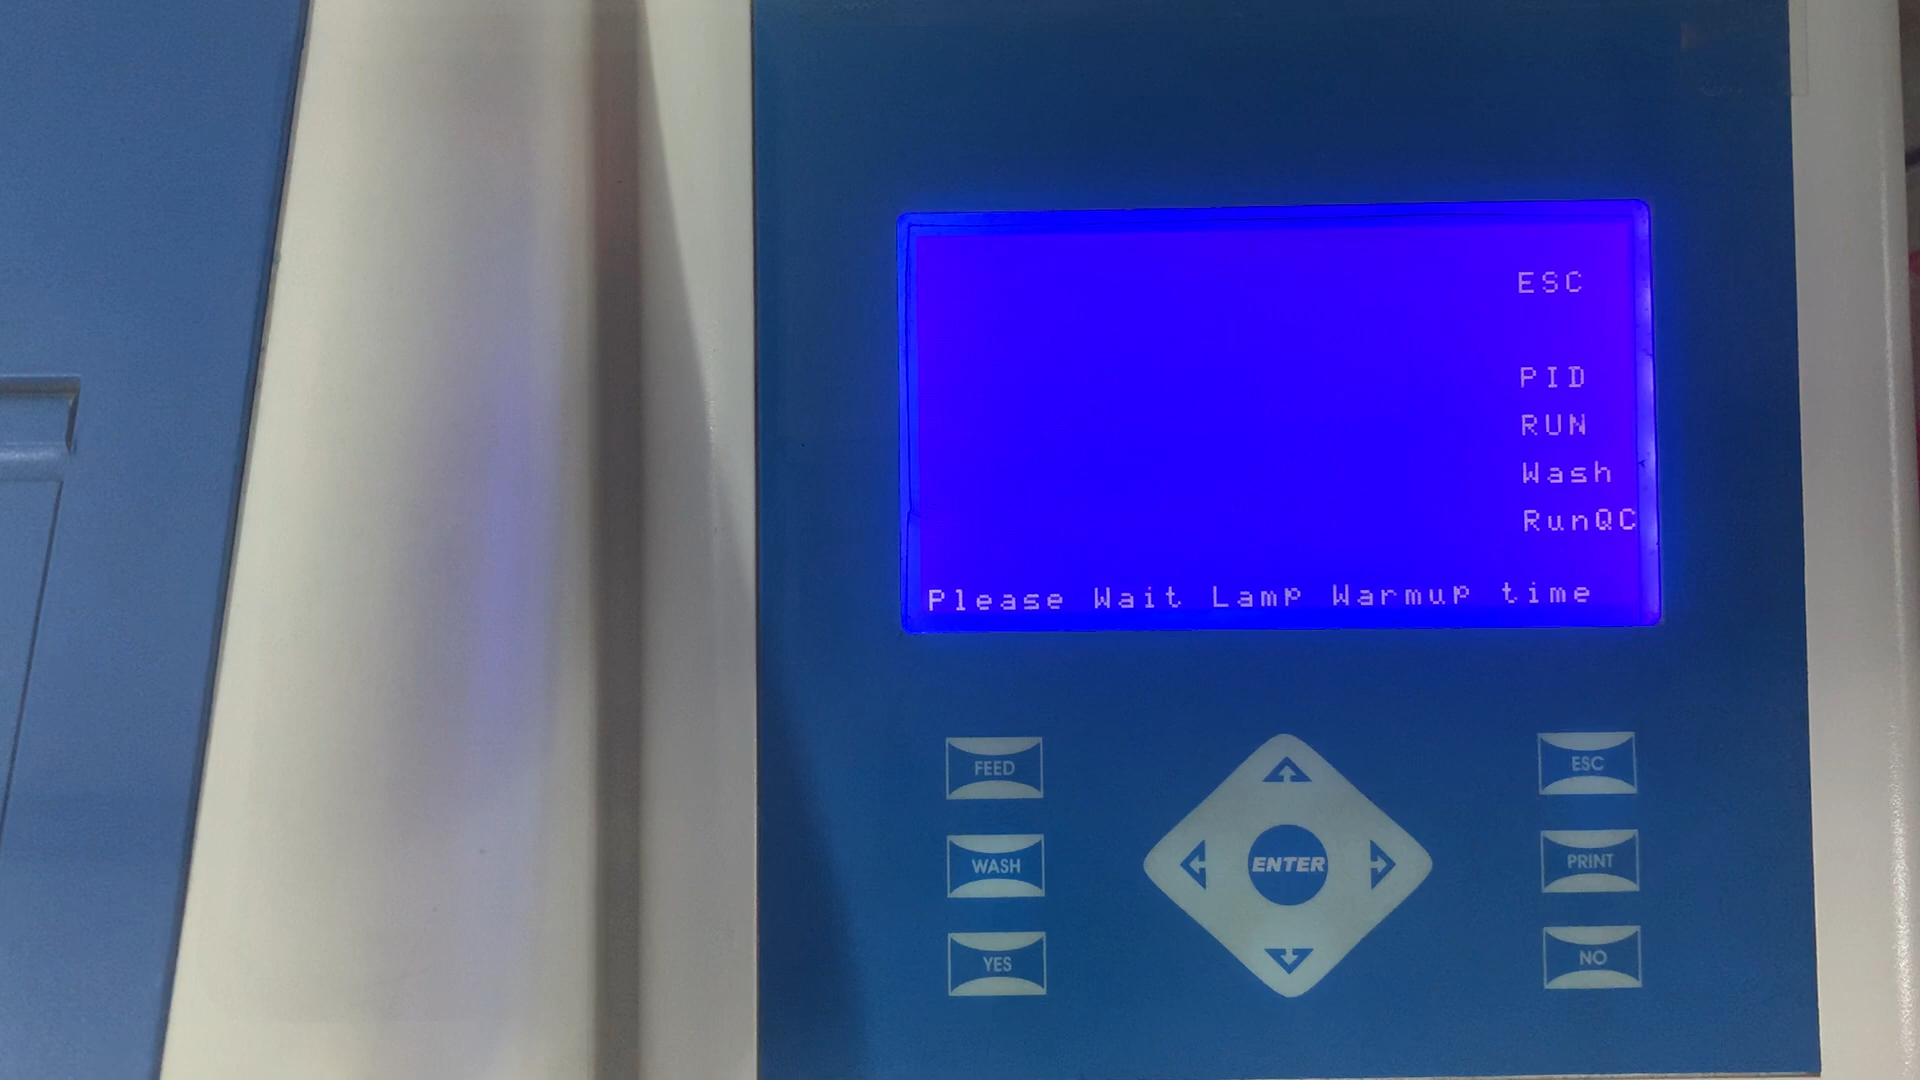 ESC
PID
RUN
Wash
RunQC
Please Wait Lamp Warmup time
FEED
ESC
WASH
ENTER
PRINT
YES
NO